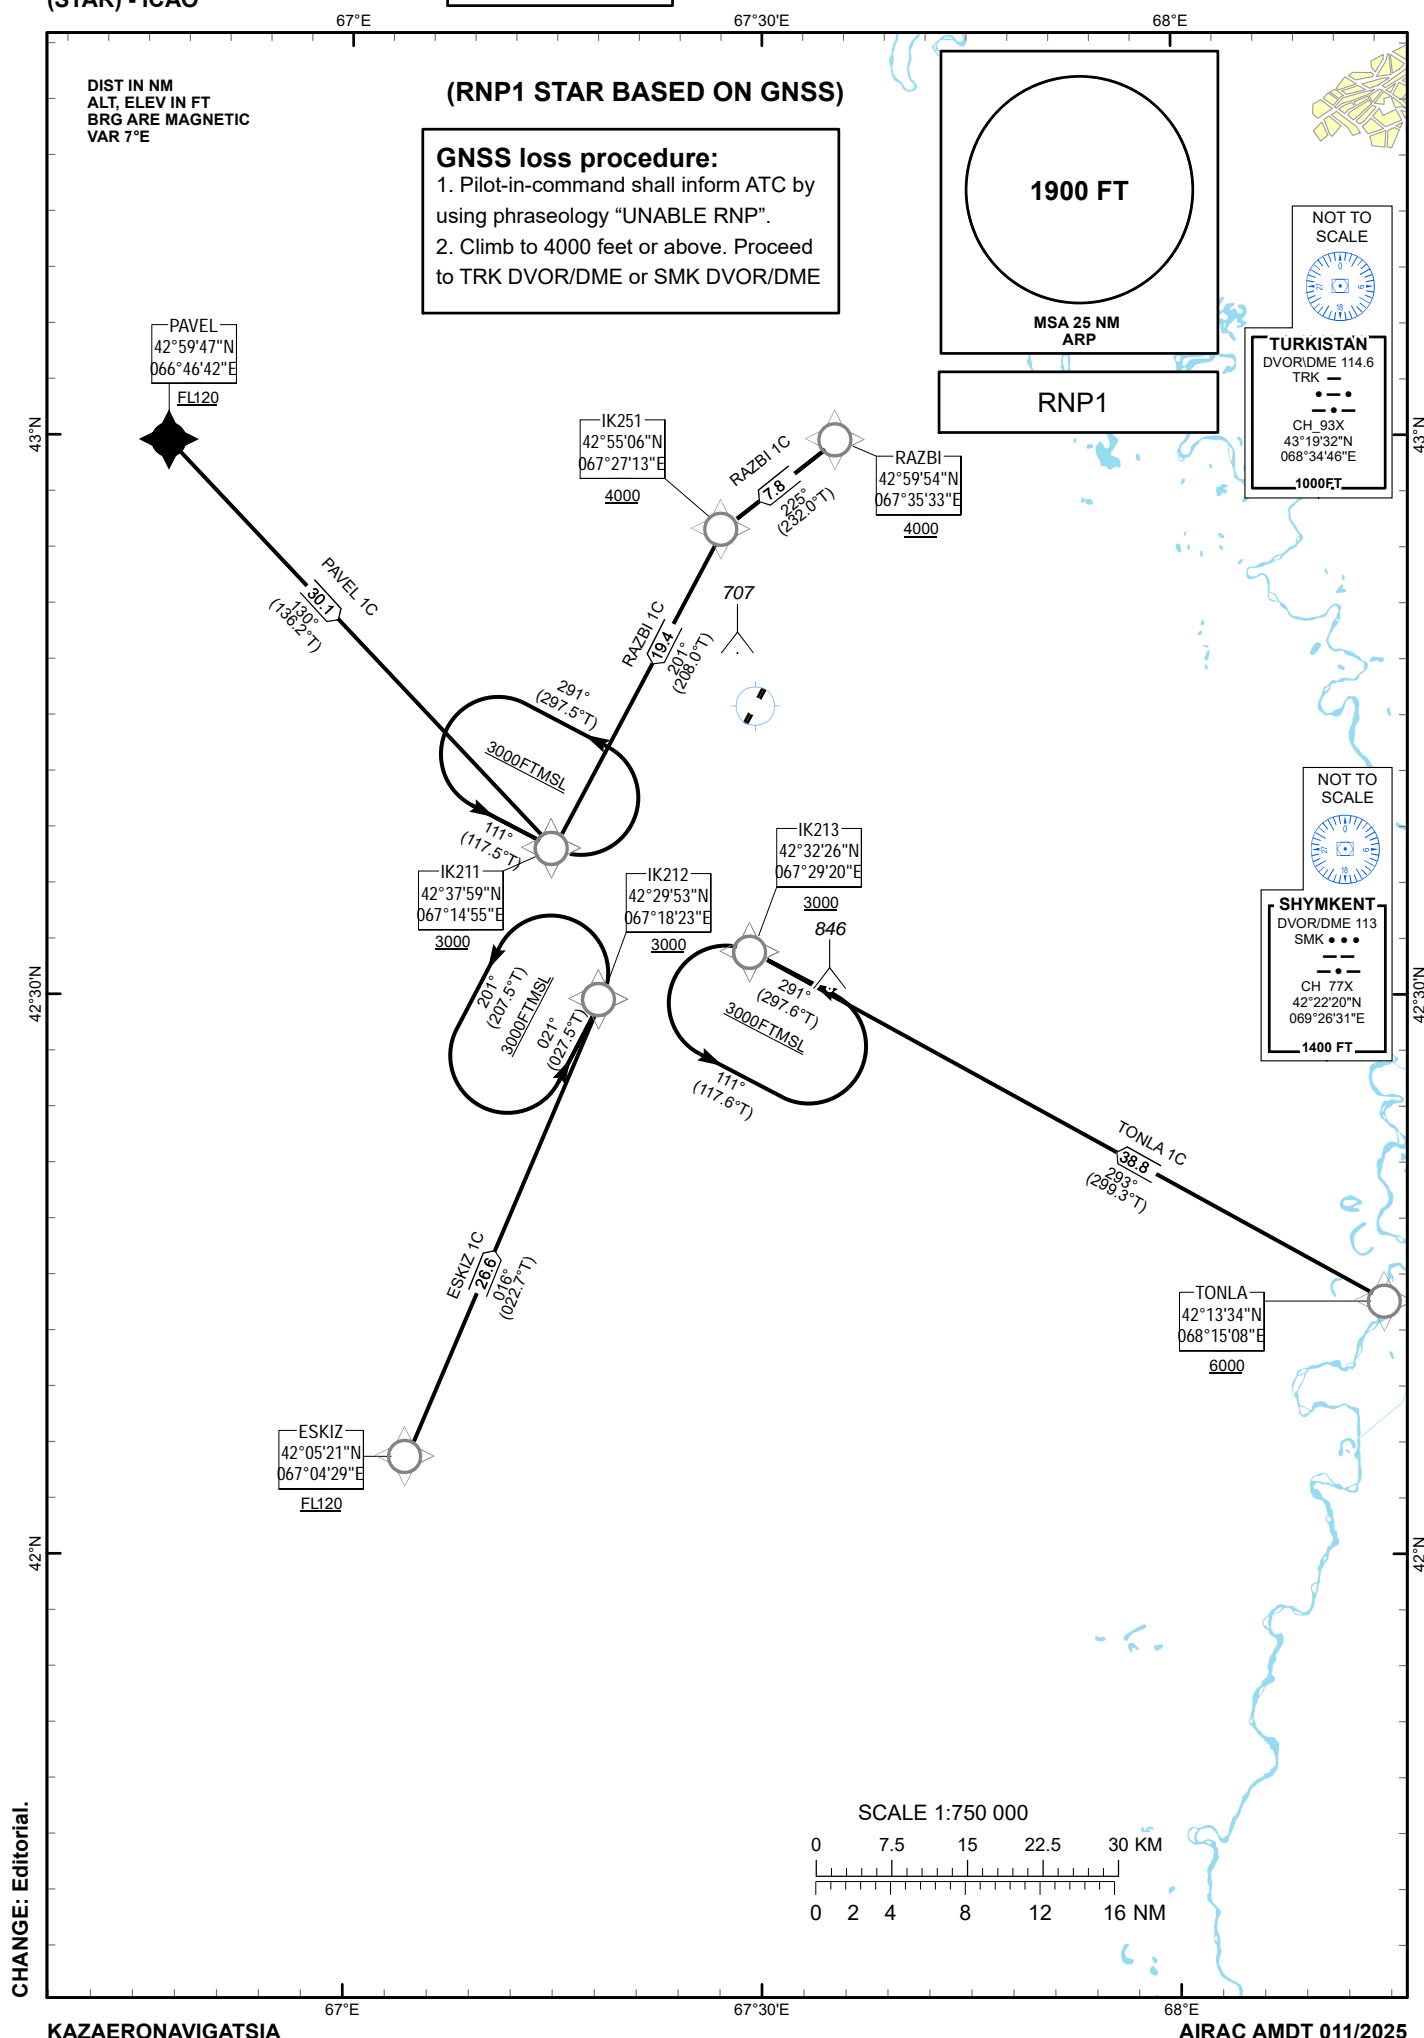 (STAR) - ICAO
67°E
67°30'E
68°E
DIST IN NM
ALT, ELEV IN FT
BRG ARE MAGNETIC
VAR 7°E
(RNP1 STAR BASED ON GNSS)
GNSS loss procedure:
1. Pilot-in-command shall inform ATC by
using phraseology “UNABLE RNP”.
2. Climb to 4000 feet or above. Proceed
to TRK DVOR/DME or SMK DVOR/DME
1900 FT
MSA 25 NM
ARP
RNP1
NOT TO
SCALE
0
9
18
27
TURKISTAN
DVOR\DME 114.6
TRK
CH_93X
43°19'32"N
068°34'46"E
1000FT
PAVEL
42°59'47"N
066°46'42"E
FL120
43°N
43°N
IK251
42°55'06"N
067°27'13"E
4000
RAZBI 1C
7.8
225°
(232.0°T)
RAZBI
42°59'54"N
067°35'33"E
4000
PAVEL 1C
30.1
130°
(136.2°T)
RAZBI 1C
19.4
201°
(208.0°T)
707
291°
(297.5°T)
3000FTMSL
111°
(117.5°T)
IK211
42°37'59"N
067°14'55"E
3000
IK212
42°29'53"N
067°18'23"E
3000
IK213
42°32'26"N
067°29'20"E
3000
846
NOT TO
SCALE
0
9
18
27
SHYMKENT
DVOR/DME 113
SMK
CH 77X
42°22'20"N
069°26'31"E
1400 FT
42°30'N
42°30'N
201°
(207.5°T)
3000FTMSL
021°
(027.5°T)
291°
(297.6°T)
3000FTMSL
111°
(117.6°T)
TONLA 1C
38.8
293°
(299.3°T)
ESKIZ 1C
26.6
016°
(022.7°T)
TONLA
42°13'34"N
068°15'08"E
6000
ESKIZ
42°05'21"N
067°04'29"E
FL120
42°N
42°N
SCALE 1:750 000
0 7.5 15 22.5 30 KM
0 2 4 8 12 16 NM
CHANGE: Editorial.
67°E
67°30'E
68°E
KAZAERONAVIGATSIA
AIRAC AMDT 011/2025